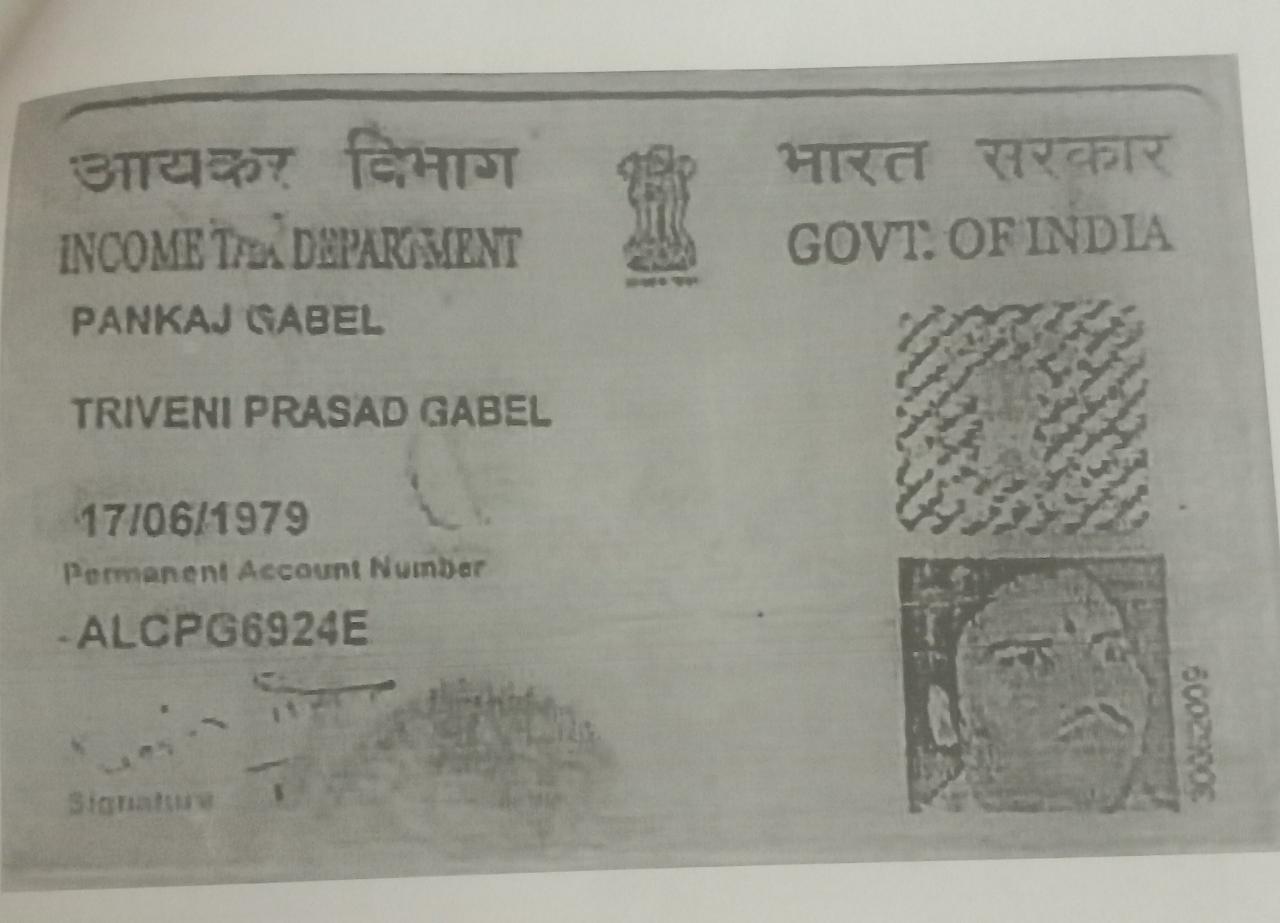 आयकर विभाग
भारत सरकार
INCOME TAX DEPARTMENT
GOVT. OF INDIA
PANKAJ GABEL
TRIVENI PRASAD GABEL
17/06/1979
Permanent Account Number
ALCPG6924E
Signature
30062009